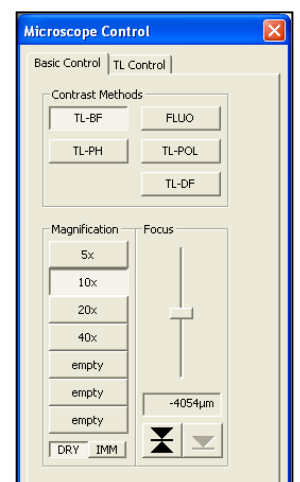 Microscope Control
Basic Control TL Control
Contrast Methods
TL-BF FLUO
TL-PH TL-POL
TL-DF
Magnification Focus
5x
10x
20x
40x
empty
empty
empty
-4054µm
DRY IMM